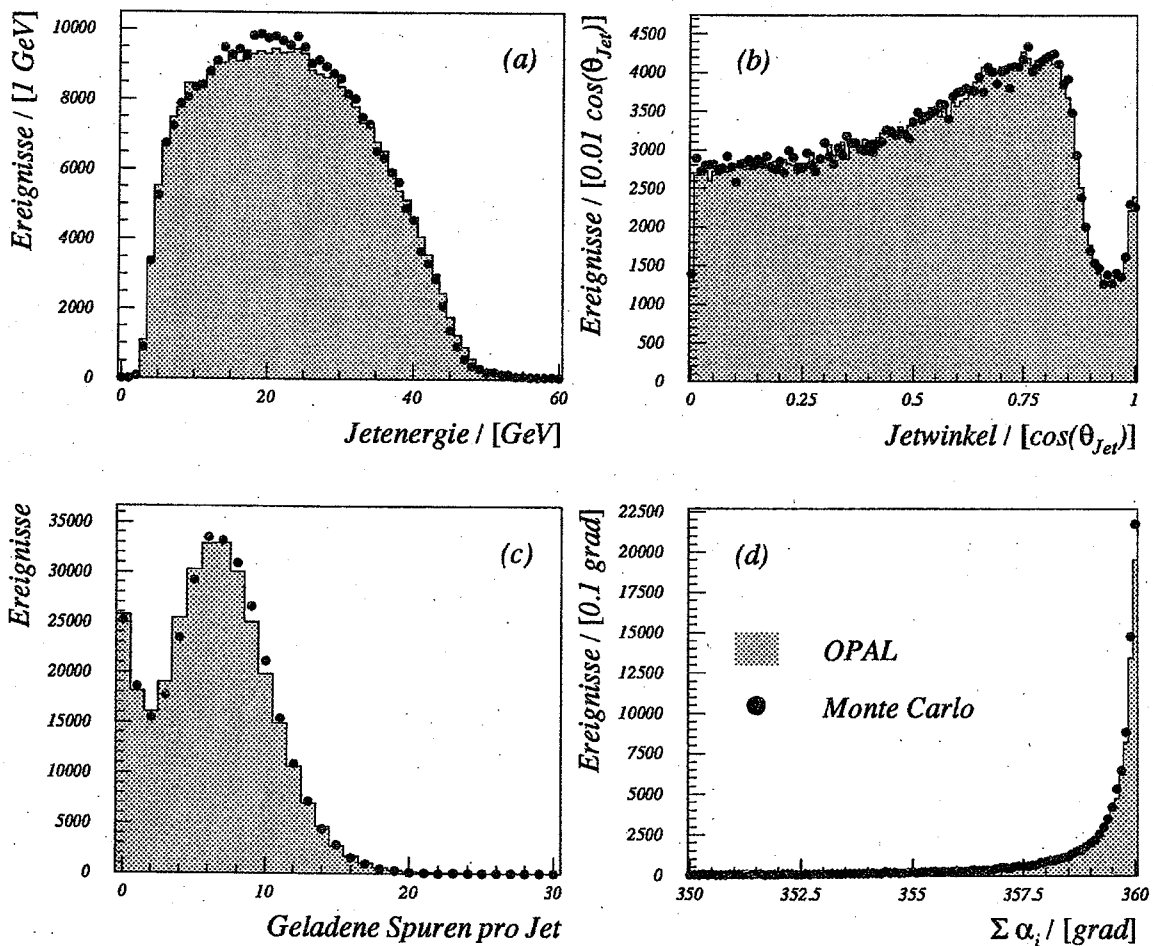 Ereignisse / [1 GeV]
10000
8000
6000
4000
2000
0
(a)
0 20 40 60
Jetenergie / [GeV]
Ereignisse / [0.01 cos(θJet)]
4500
4000
3500
3000
2500
2000
1500
1000
500
0
(b)
0 0.25 0.5 0.75 1
Jetwinkel / [cos(θJet)]
Ereignisse
35000
30000
25000
20000
15000
10000
5000
0
(c)
0 10 20 30
Geladene Spuren pro Jet
Ereignisse / [0.1 grad]
22500
20000
17500
15000
12500
10000
7500
5000
2500
0
(d)
OPAL
Monte Carlo
350 352.5 355 357.5 360
Σ αi / [grad]